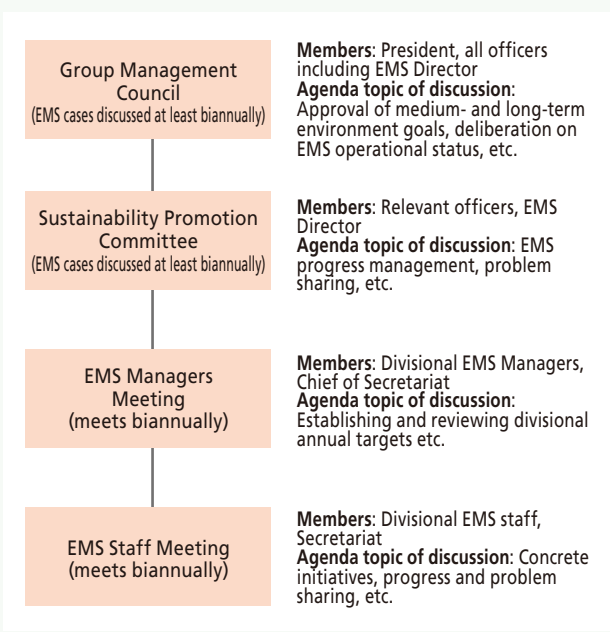 Group Management
Council
(EMS cases discussed at least biannually)
Members: President, all officers
including EMS Director
Agenda topic of discussion:
Approval of medium- and long-term
environment goals, deliberation on
EMS operational status, etc.
Sustainability Promotion
Committee
(EMS cases discussed at least biannually)
Members: Relevant officers, EMS
Director
Agenda topic of discussion: EMS
progress management, problem
sharing, etc.
EMS Managers
Meeting
(meets biannually)
Members: Divisional EMS Managers,
Chief of Secretariat
Agenda topic of discussion:
Establishing and reviewing divisional
annual targets etc.
EMS Staff Meeting
(meets biannually)
Members: Divisional EMS staff,
Secretariat
Agenda topic of discussion: Concrete
initiatives, progress and problem
sharing, etc.